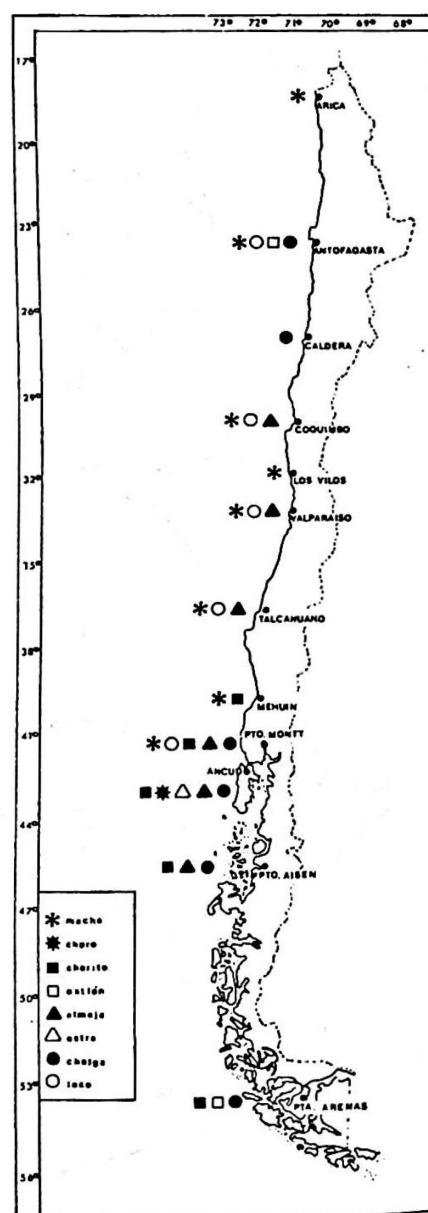 73° 72° 71° 70° 69° 68°
17°
ARICA
20°
23°
ANTOFAGASTA
26°
CALDERA
29°
COQUIMBO
32°
LOS VILOS
VALPARAISO
15°
TALCAHUANO
38°
MEHUIN
41°
PTO. MONTT
ANCUD
44°
PTO. AISEN
47°
macha
choro
chorito
ostión
almeja
ostra
cholga
loco
50°
53°
PTA. ARENAS
56°